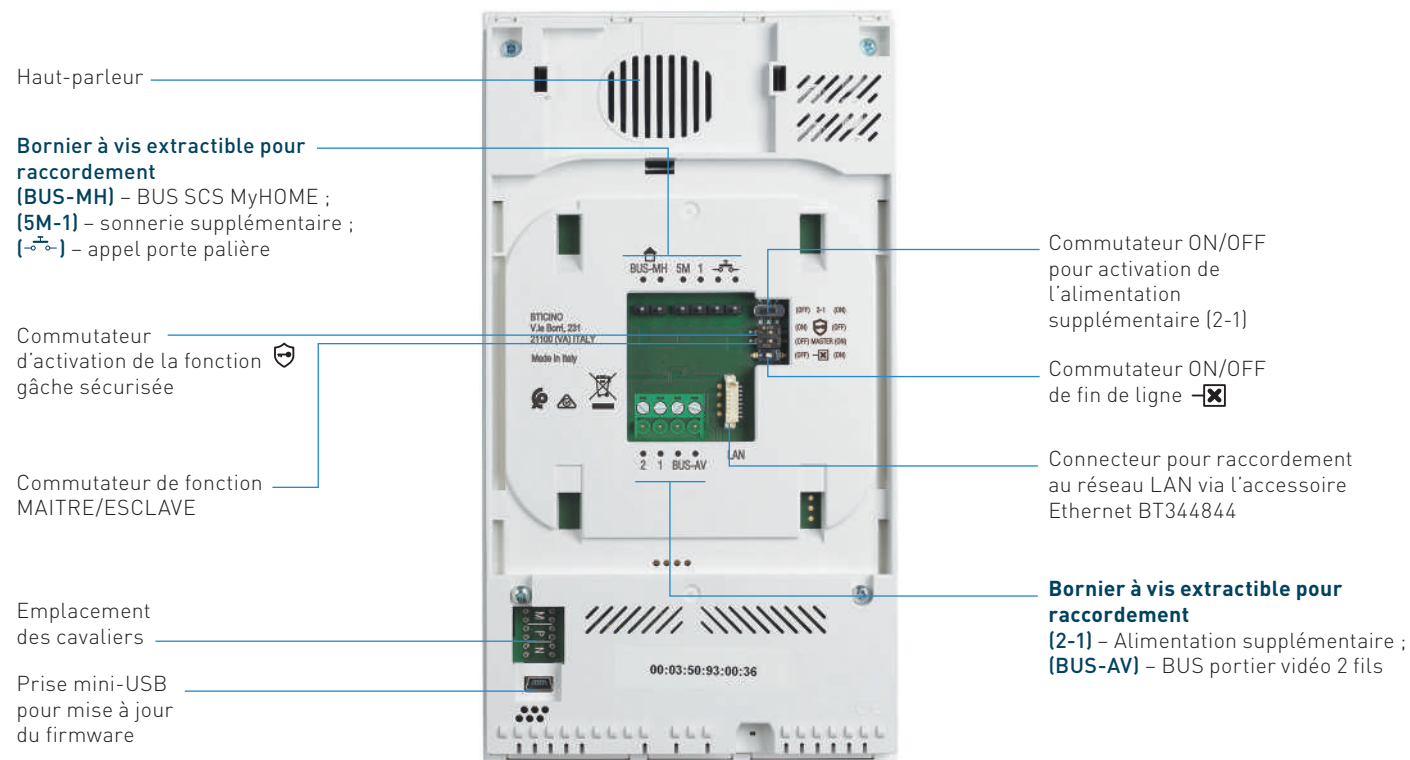 Haut-parleur
Bornier à vis extractible pour
raccordement
(BUS-MH) – BUS SCS MyHOME ;
(5M-1) – sonnerie supplémentaire ;
( ) – appel porte palière
Commutateur
d'activation de la fonction
gâche sécurisée
Commutateur de fonction
MAITRE/ESCLAVE
Emplacement
des cavaliers
Prise mini-USB
pour mise à jour
du firmware
BUS-MH 5M 1
BTICINO
V.le Borri, 231
21100 (VA) ITALY
Made in Italy
(OFF) 2-1 (ON)
(ON) (OFF)
(OFF) MASTER (ON)
(OFF) (ON)
2 1 BUS-AV LAN
M P N
00:03:50:93:00:36
Commutateur ON/OFF
pour activation de
l'alimentation
supplémentaire (2-1)
Commutateur ON/OFF
de fin de ligne
Connecteur pour raccordement
au réseau LAN via l'accessoire
Ethernet BT344844
Bornier à vis extractible pour
raccordement
(2-1) – Alimentation supplémentaire ;
(BUS-AV) – BUS portier vidéo 2 fils